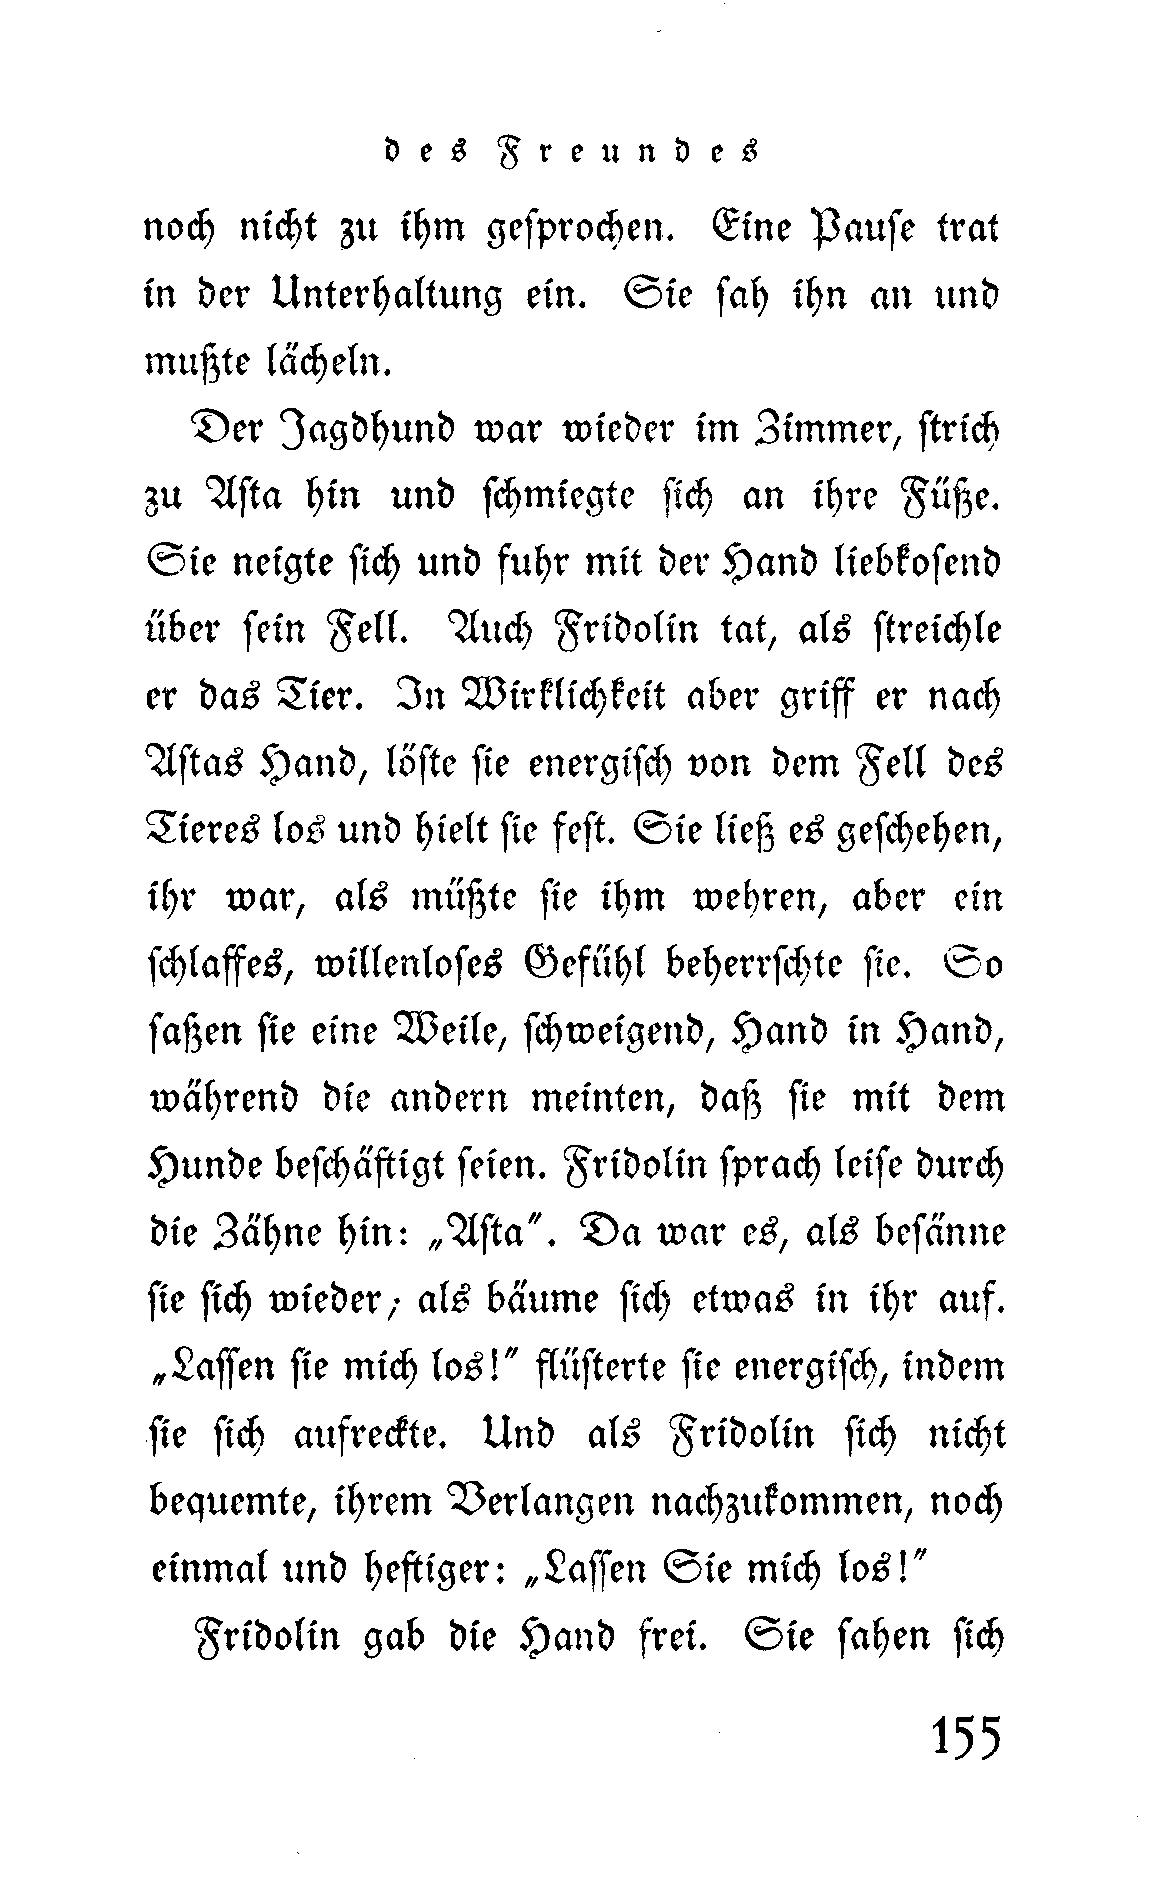 des Freundes
noch nicht zu ihm gesprochen. Eine Pause trat
in der Unterhaltung ein. Sie sah ihn an und
mußte lächeln.
Der Jagdhund war wieder im Zimmer, strich
zu Asta hin und schmiegte sich an ihre Füße.
Sie neigte sich und fuhr mit der Hand liebkosend
über sein Fell. Auch Fridolin tat, als streichle
er das Tier. In Wirklichkeit aber griff er nach
Astas Hand, löste sie energisch von dem Fell des
Tieres los und hielt sie fest. Sie ließ es geschehen,
ihr war, als müßte sie ihm wehren, aber ein
schlaffes, willenloses Gefühl beherrschte sie. So
saßen sie eine Weile, schweigend, Hand in Hand,
während die andern meinten, daß sie mit dem
Hunde beschäftigt seien. Fridolin sprach leise durch
die Zähne hin: „Asta“. Da war es, als besänne
sie sich wieder; als bäume sich etwas in ihr auf.
„Lassen sie mich los!“ flüsterte sie energisch, indem
sie sich aufreckte. Und als Fridolin sich nicht
bequemte, ihrem Verlangen nachzukommen, noch
einmal und heftiger: „Lassen Sie mich los!“
Fridolin gab die Hand frei. Sie sahen sich
155